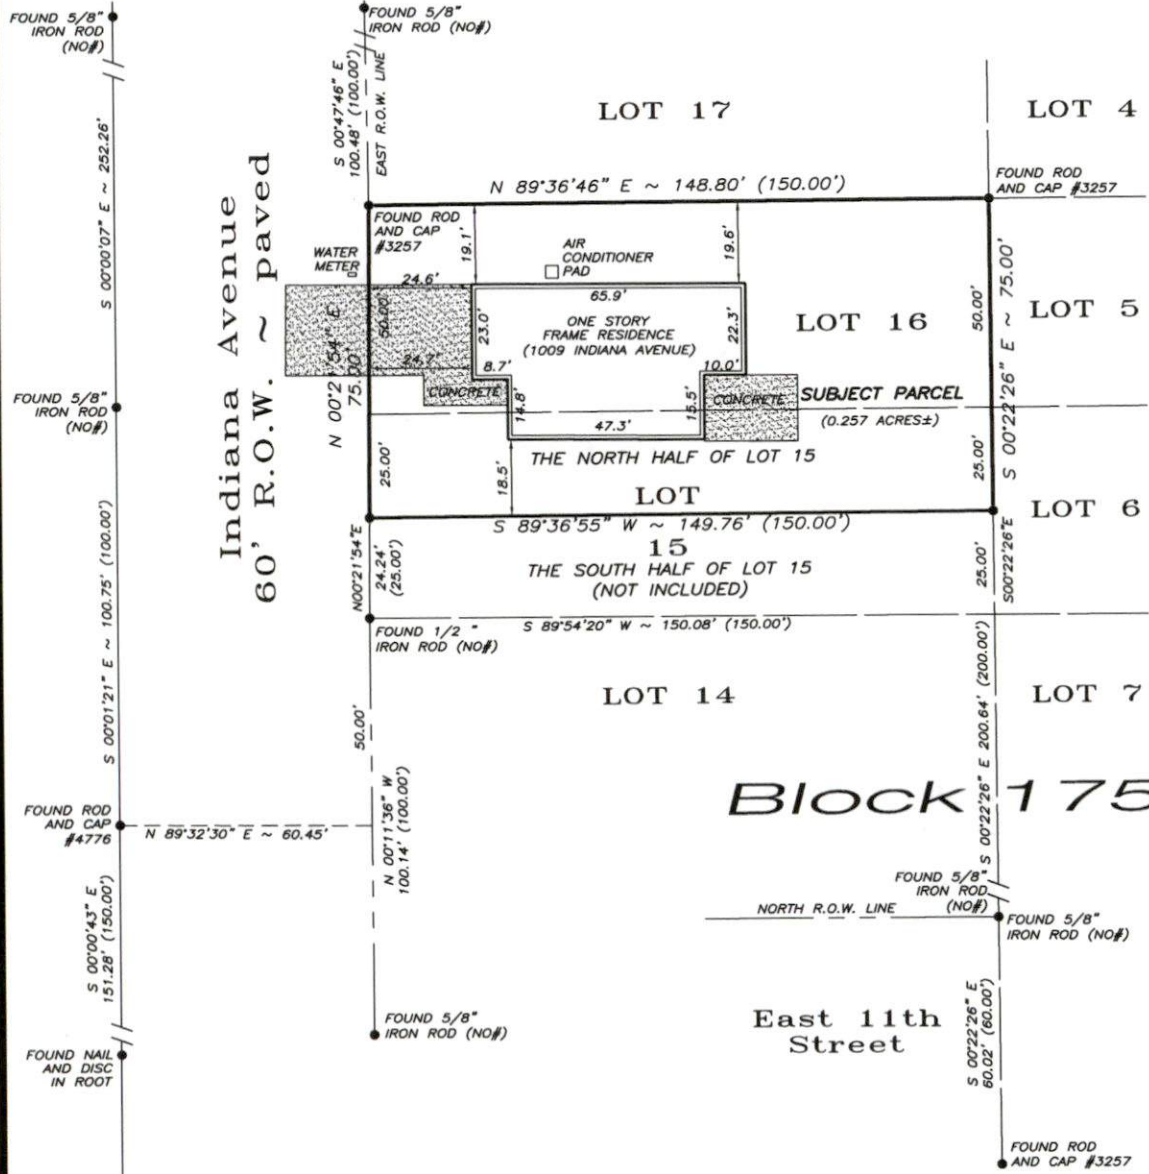 FOUND 5/8"
IRON ROD
(NO#)
FOUND 5/8"
IRON ROD (NO#)
S 00°47'46" E
100.48' (100.00')
EAST R.O.W. LINE
LOT 17
LOT 4
S 00°00'07" E ~ 252.26'
Indiana Avenue
60' R.O.W. ~ paved
N 89°36'46" E ~ 148.80' (150.00')
FOUND ROD
AND CAP #3257
FOUND ROD
AND CAP
#3257
WATER
METER
19.1'
AIR
CONDITIONER
PAD
19.6'
24.6'
65.9'
50.00'
N 00°21'54" E
75.00'
23.0'
ONE STORY
FRAME RESIDENCE
(1009 INDIANA AVENUE)
22.3'
LOT 16
50.00'
S 00°22'26" E ~ 75.00'
LOT 5
24.7'
8.7'
10.0'
CONCRETE
14.8'
15.5'
CONCRETE
SUBJECT PARCEL
(0.257 ACRES±)
FOUND 5/8"
IRON ROD
(NO#)
47.3'
25.00'
18.5'
THE NORTH HALF OF LOT 15
25.00'
LOT
S 89°36'55" W ~ 149.76' (150.00')
15
LOT 6
N00°21'54"E
24.24'
(25.00')
THE SOUTH HALF OF LOT 15
(NOT INCLUDED)
25.00'
S00°22'26"E
S 89°54'20" W ~ 150.08' (150.00')
FOUND 1/2 "
IRON ROD (NO#)
S 00°01'21" E ~ 100.75' (100.00')
LOT 14
LOT 7
50.00'
S 00°22'26" E 200.64' (200.00')
Block 175
FOUND ROD
AND CAP
#4776
N 89°32'30" E ~ 60.45'
N 00°11'36" W
100.14' (100.00')
FOUND 5/8"
IRON ROD
(NO#)
NORTH R.O.W. LINE
FOUND 5/8"
IRON ROD (NO#)
S 00°00'43" E
151.28' (150.00')
East 11th
Street
S 00°22'26" E
60.02' (60.00')
FOUND 5/8"
IRON ROD (NO#)
FOUND NAIL
AND DISC
IN ROOT
FOUND ROD
AND CAP #3257